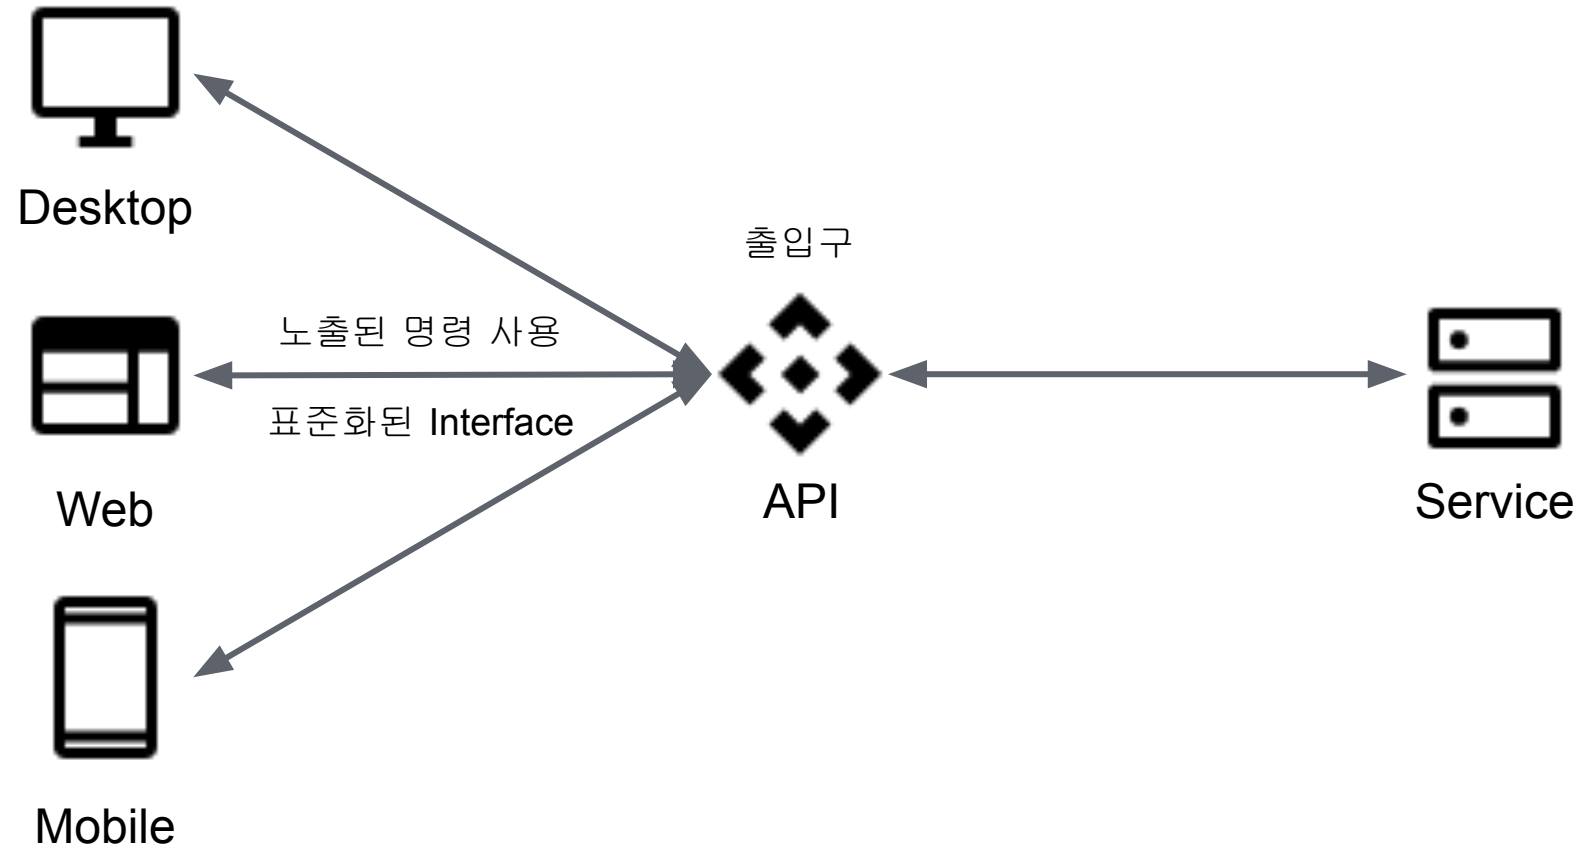 Desktop
출입구
노출된 명령 사용
표준화된 Interface
Web
API
Service
Mobile